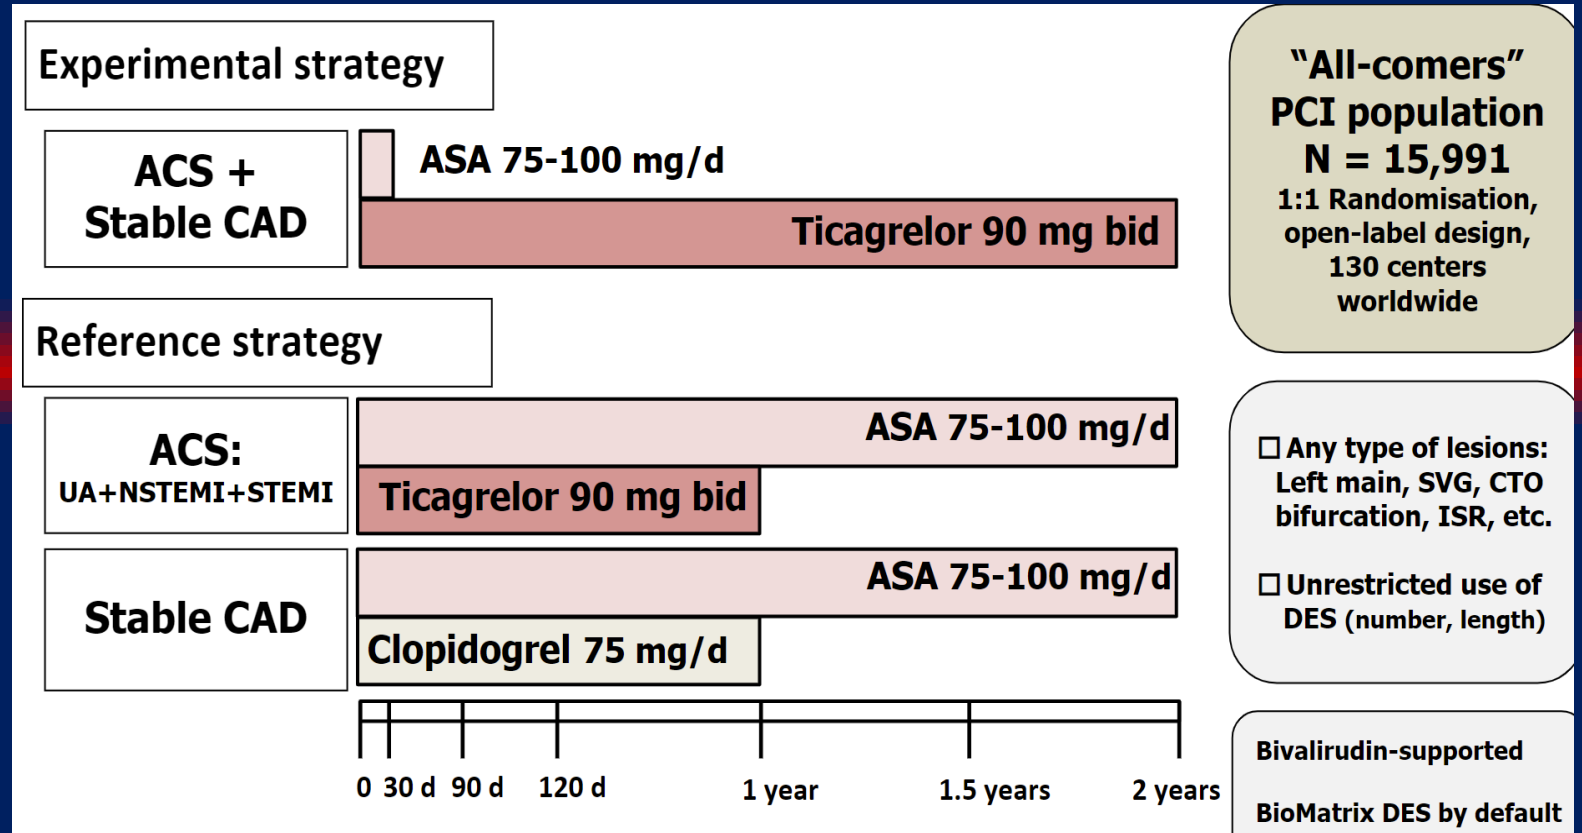 Experimental strategy
ACS +
Stable CAD
ASA 75-100 mg/d
Ticagrelor 90 mg bid
Reference strategy
ACS:
UA+NSTEMI+STEMI
ASA 75-100 mg/d
Ticagrelor 90 mg bid
Stable CAD
ASA 75-100 mg/d
Clopidogrel 75 mg/d
0 30 d 90 d 120 d 1 year 1.5 years 2 years
“All-comers”
PCI population
N = 15,991
1:1 Randomisation,
open-label design,
130 centers
worldwide
☐ Any type of lesions:
Left main, SVG, CTO
bifurcation, ISR, etc.
☐ Unrestricted use of
DES (number, length)
Bivalirudin-supported
BioMatrix DES by default